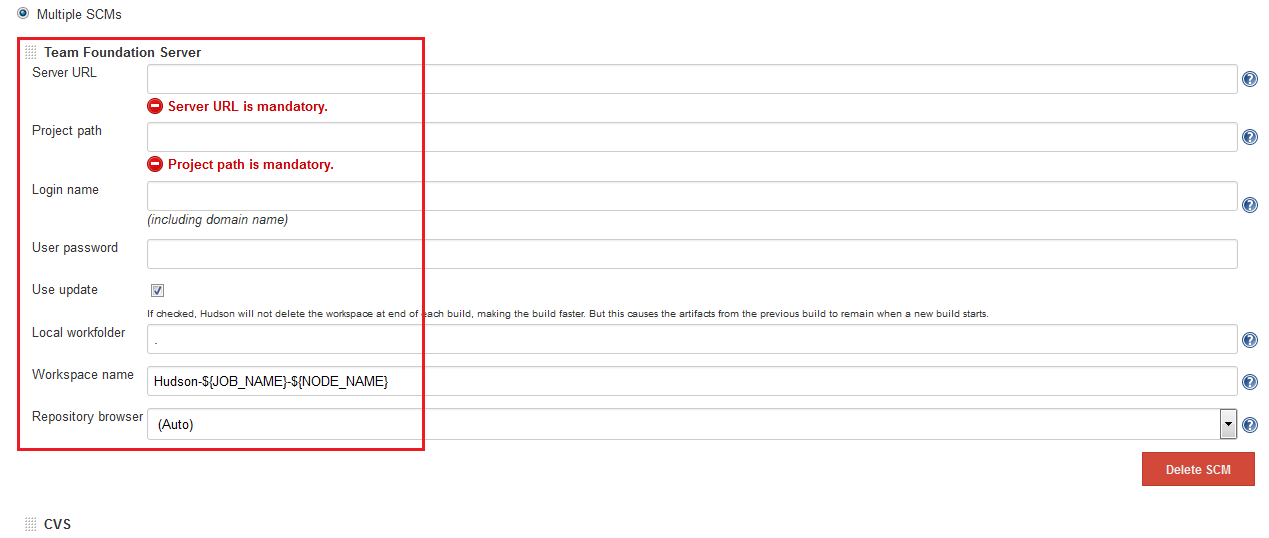 Multiple SCMs
Team Foundation Server
Server URL
Server URL is mandatory.
Project path
Project path is mandatory.
Login name
(including domain name)
User password
Use update
If checked, Hudson will not delete the workspace at end of each build, making the build faster. But this causes the artifacts from the previous build to remain when a new build starts.
Local workfolder
.
Workspace name
Hudson-${JOB_NAME}-${NODE_NAME}
Repository browser
(Auto)
Delete SCM
CVS